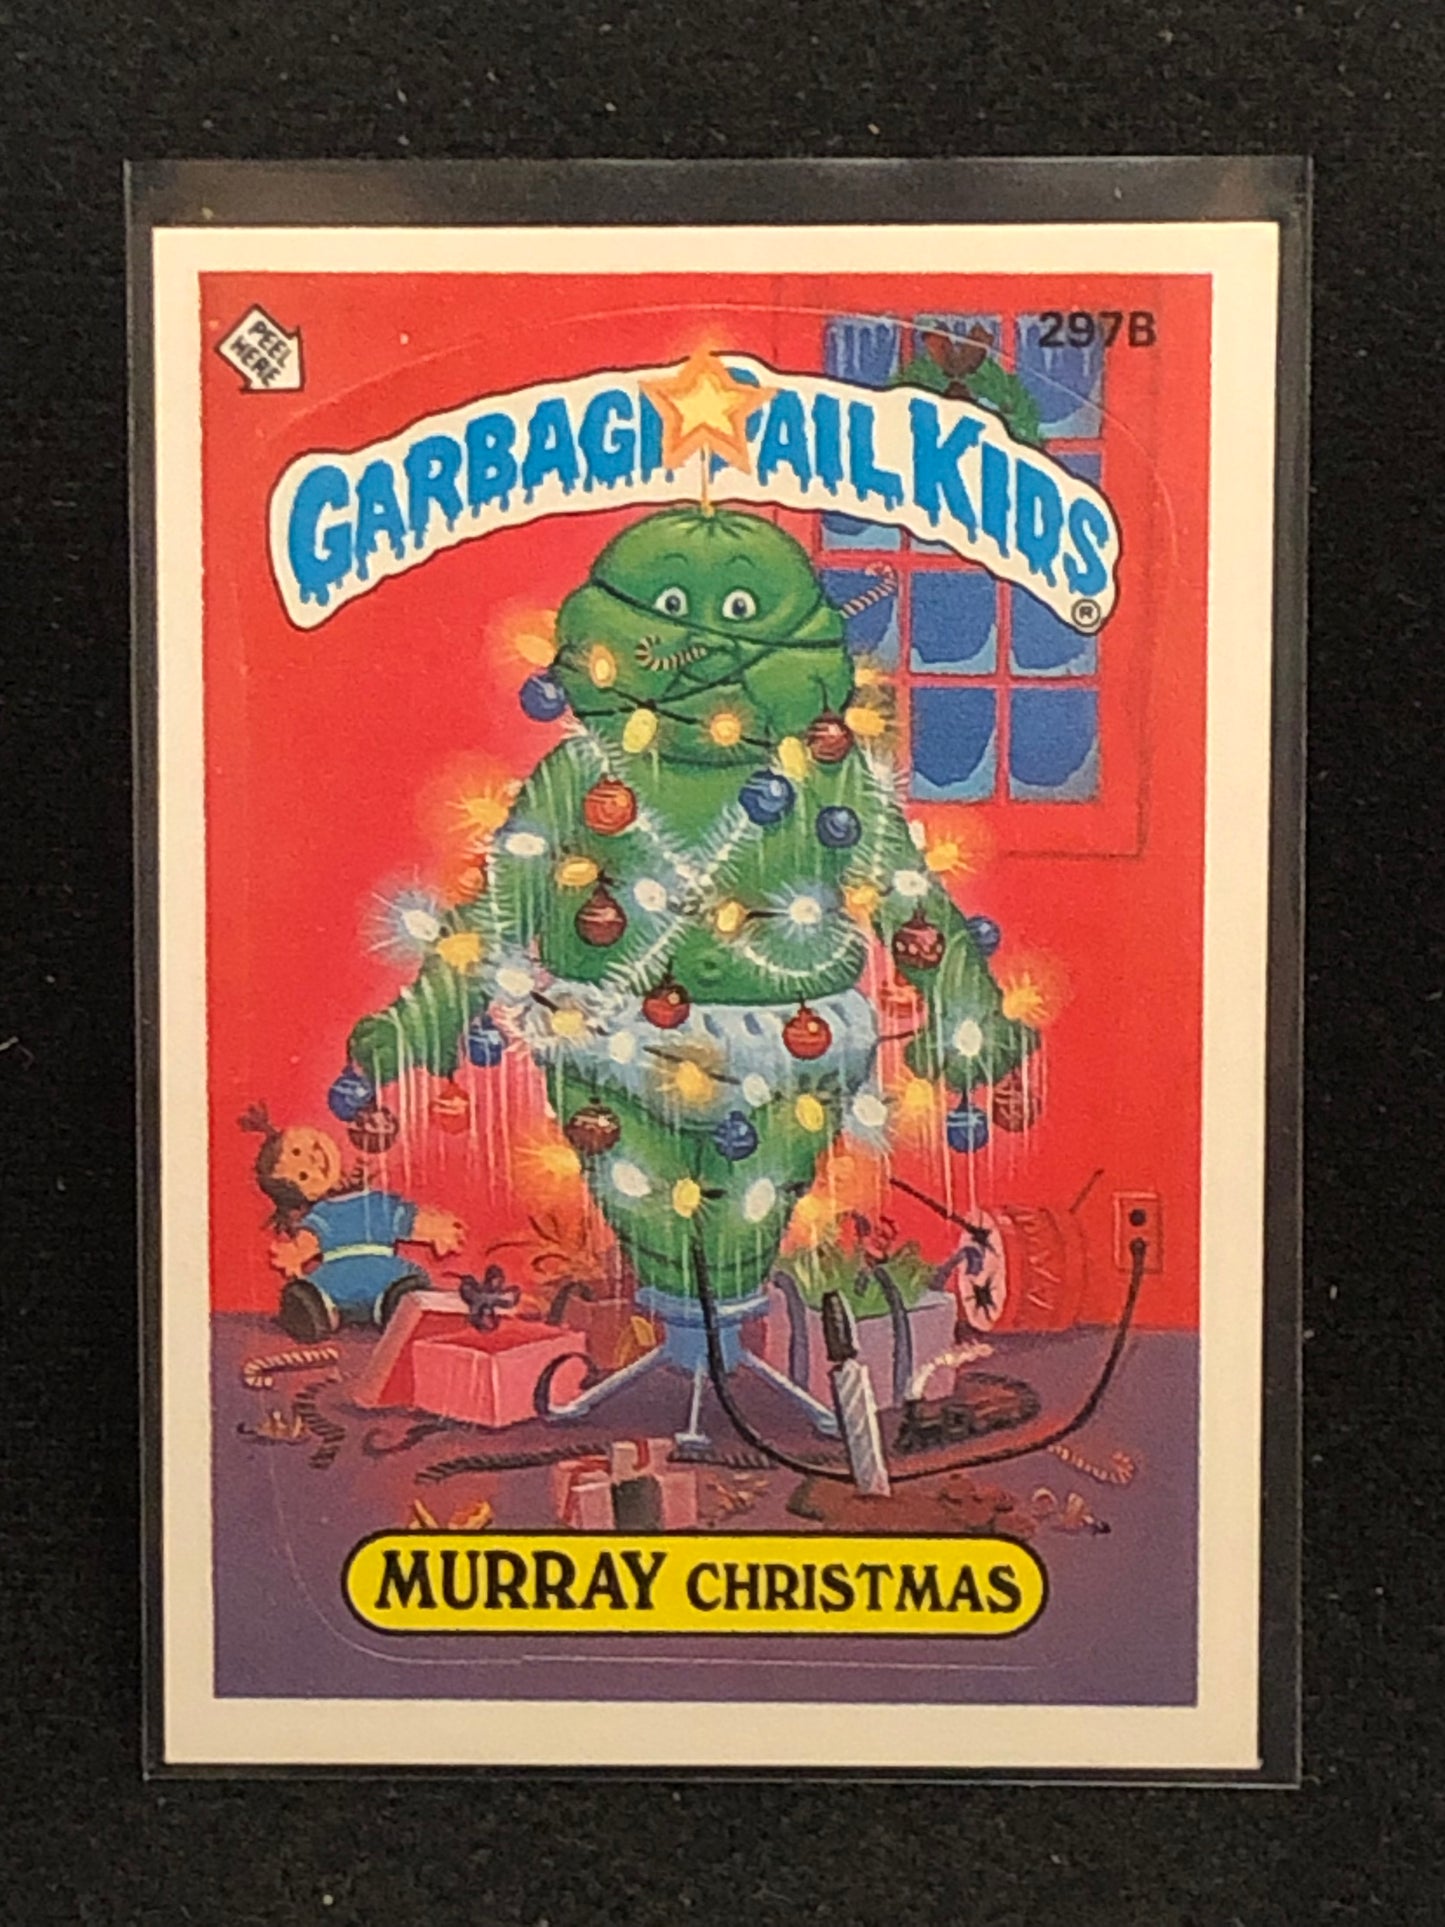 PEEL
HERE
297B
GARBAGE PAIL KIDS
®
MURRAY CHRISTMAS